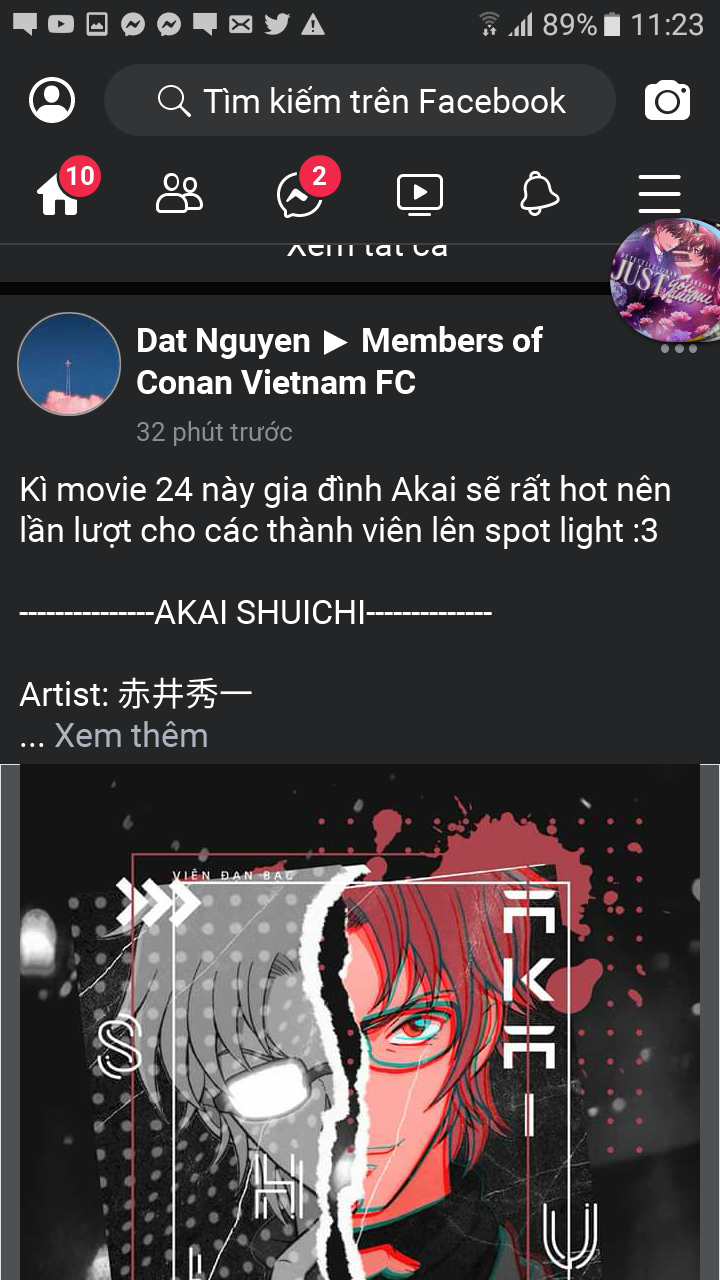 89% 11:23
Tìm kiếm trên Facebook
10
2
Xem tất cả
JUST
Dat Nguyen ▶ Members of
Conan Vietnam FC
32 phút trước
Kì movie 24 này gia đình Akai sẽ rất hot nên
lần lượt cho các thành viên lên spot light :3
---------------AKAI SHUICHI--------------
Artist: 赤井秀一
... Xem thêm
VIÊN ĐẠN BẠC
AKAI
S
H
U